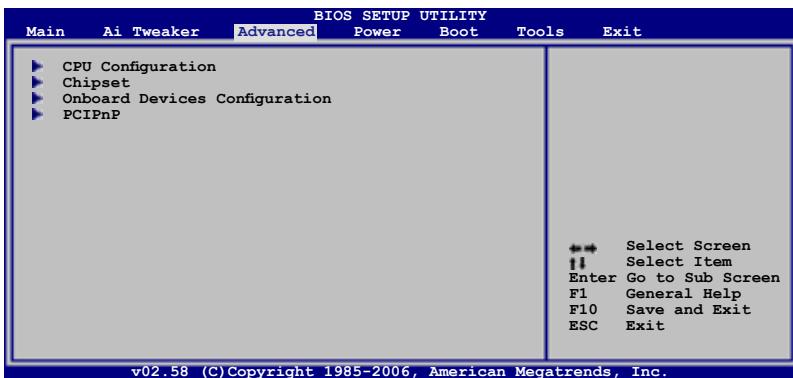 BIOS SETUP UTILITY
Main Ai Tweaker Advanced Power Boot Tools Exit
CPU Configuration
Chipset
Onboard Devices Configuration
PCIPnP
Select Screen
Select Item
Enter Go to Sub Screen
F1 General Help
F10 Save and Exit
ESC Exit
v02.58 (C)Copyright 1985-2006, American Megatrends, Inc.